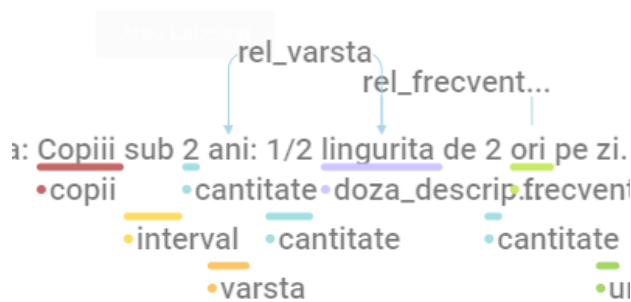 rel_varsta
rel_frecvent...
a: Copiii sub 2 ani: 1/2 lingurita de 2 ori pe zi.
copii cantitate doza_descrip... frecvent
interval cantitate cantitate
varsta